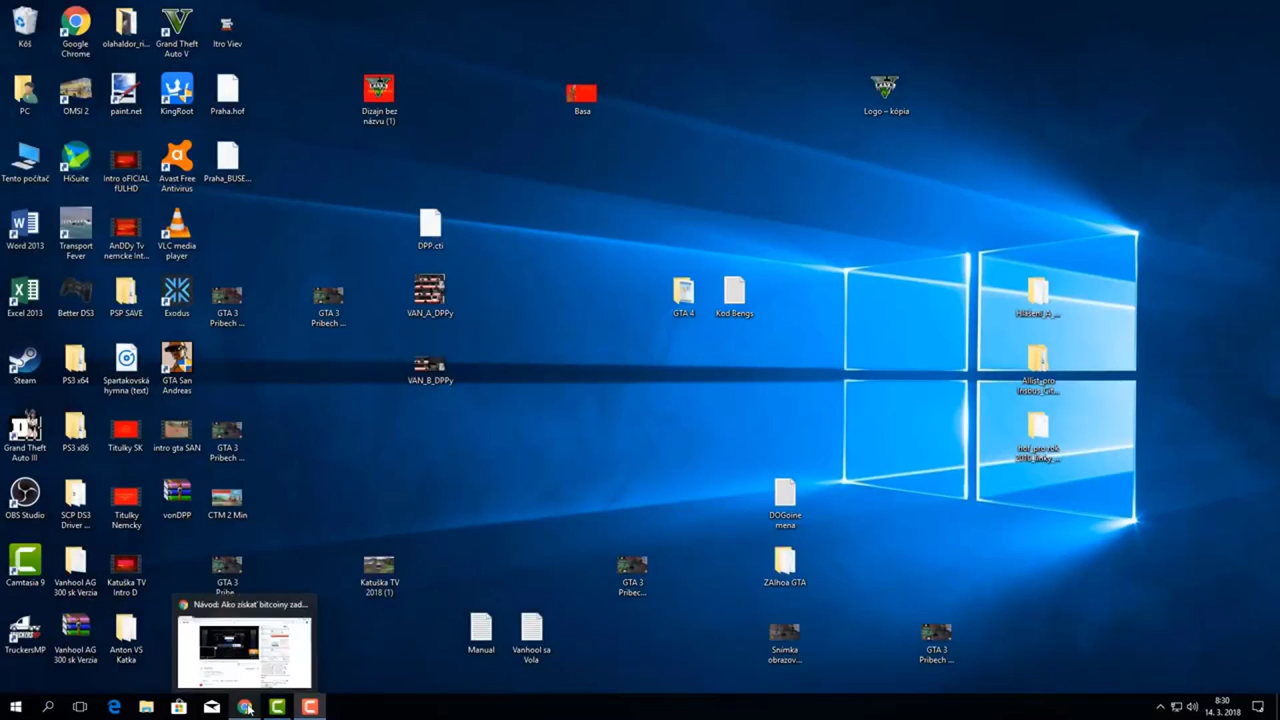 Kôš
Google
Chrome
olahaldor_ri...
Grand Theft
Auto V
Itro Viev
PC
OMSI 2
paint.net
KingRoot
Praha.hof
Dizajn bez
názvu (1)
Basa
Logo – kópia
Tento počítač
HiSuite
Intro oFICIAL
fULHD
Avast Free
Antivirus
Praha_BUSE...
Word 2013
Transport
Fever
AnDDy Tv
nemcke Int...
VLC media
player
DPP.cti
Excel 2013
Better DS3
PSP SAVE
Exodus
GTA 3
Pribech ...
GTA 3
Pribech ...
VAN_A_DPPy
GTA 4
Kod Bengs
Hlášení_A_...
Steam
PS3 x64
Spartakovská
hymna (text)
GTA San
Andreas
VAN_B_DPPy
Allist_pro
Grand Theft
Auto III
PS3 x86
Titulky SK
intro gta SAN
GTA 3
Pribech ...
hof_pro rok
OBS Studio
SCP DS3
Driver ...
Titulky
Nemcky
vonDPP
CTM 2 Min
DOGoine
mena
Camtasia 9
Vanhool AG
300 sk Verzia
Katuška TV
Intro D
GTA 3
Pribe...
Katuška TV
2018 (1)
GTA 3
Pribec...
ZAlhoa GTA
Návod: Ako získať bitcoiny zad...
TruckersMP
Vanhool AG
300 sk Verzia
Anton VS
Katka
Manual
Vanhool sa
Vola
Snímka
obrazov...
GTA 3
Pribech ...
8:30
14. 3. 2018